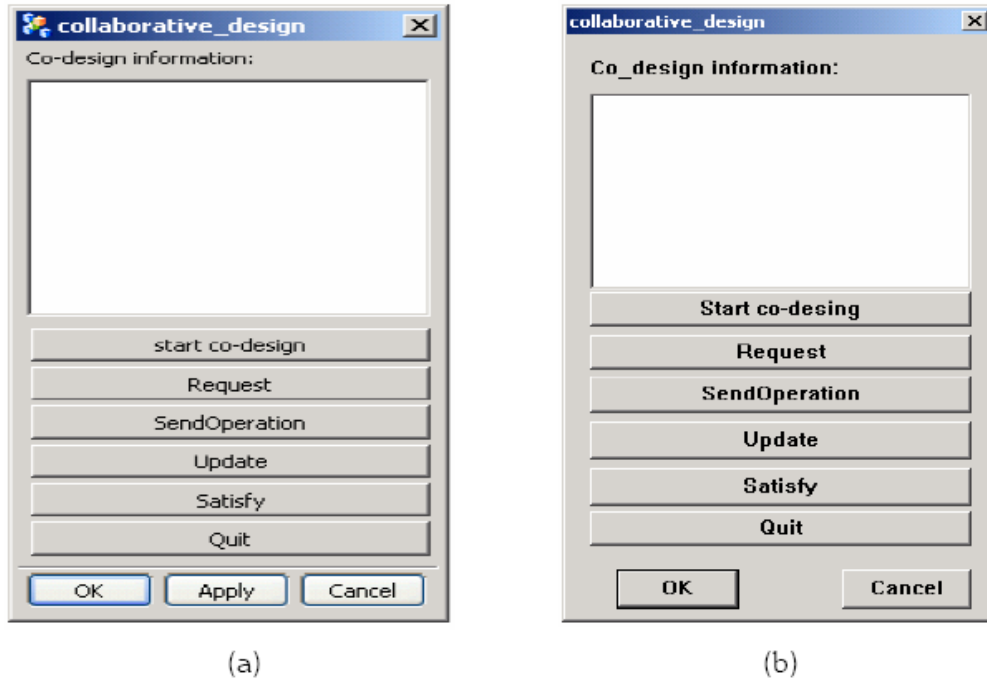 collaborative_design
Co-design information:
start co-design
Request
SendOperation
Update
Satisfy
Quit
OK Apply Cancel
(a)
collaborative_design
Co_design information:
Start co-desing
Request
SendOperation
Update
Satisfy
Quit
OK Cancel
(b)